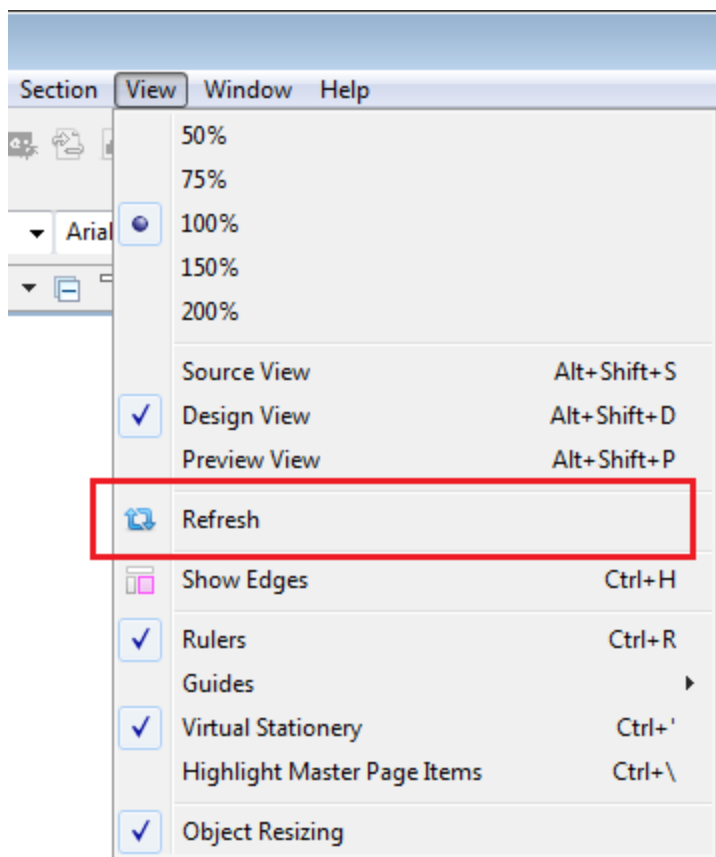 Section View Window Help
50%
75%
Arial 100%
150%
200%
Source View Alt+Shift+S
Design View Alt+Shift+D
Preview View Alt+Shift+P
Refresh
Show Edges Ctrl+H
Rulers Ctrl+R
Guides
Virtual Stationery Ctrl+'
Highlight Master Page Items Ctrl+\
Object Resizing